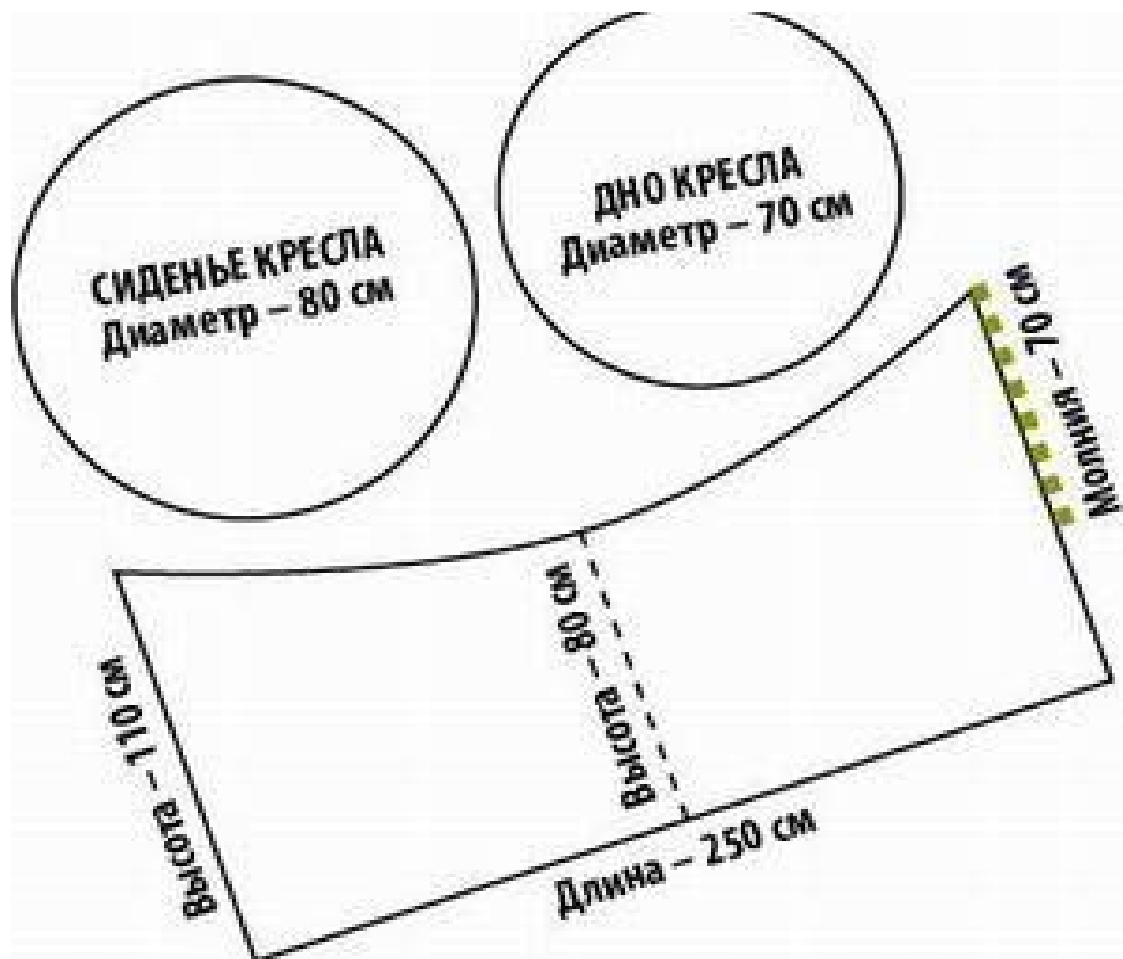 СИДЕНЬЕ КРЕСЛА
Диаметр – 80 см
ДНО КРЕСЛА
Диаметр – 70 см
Молния – 70 см
Высота – 110 см
Высота – 80 см
Длина – 250 см